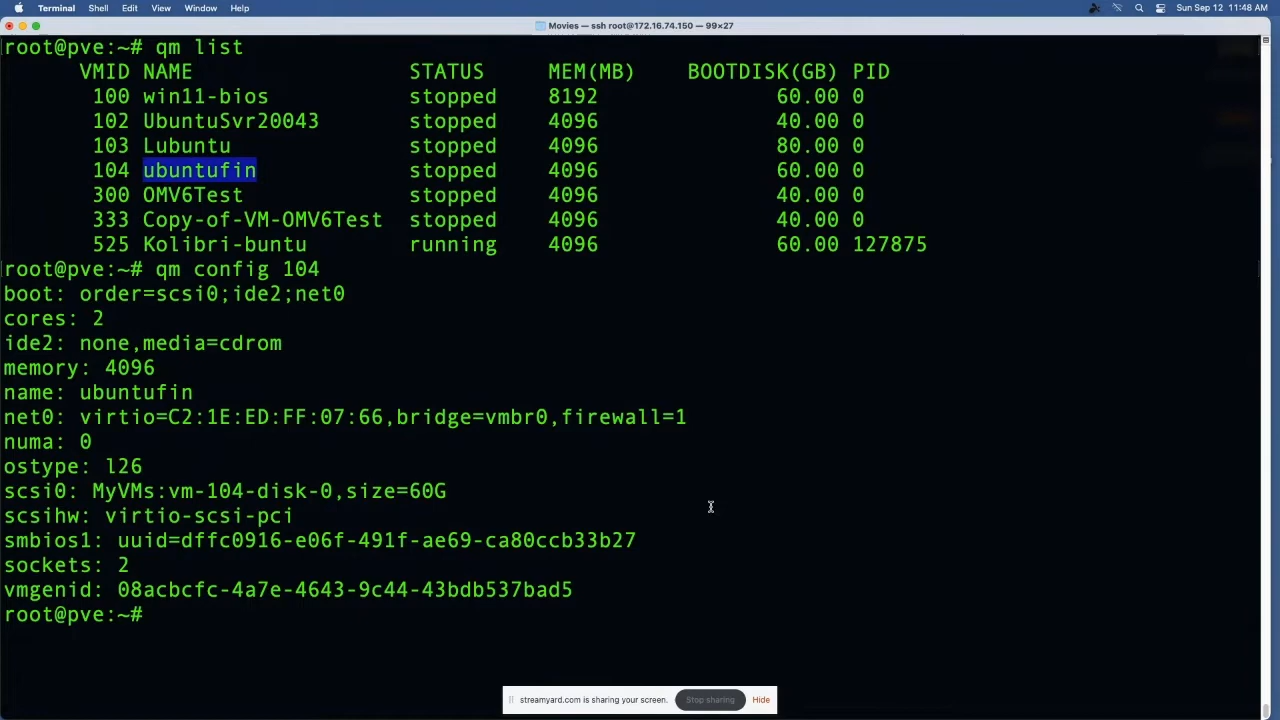 Terminal Shell Edit View Window Help Sun Sep 12 11:48 AM
Movies — ssh root@172.16.74.150 — 99×27
root@pve:~# qm list
VMID NAME STATUS MEM(MB) BOOTDISK(GB) PID
100 win11-bios stopped 8192 60.00 0
102 UbuntuSvr20043 stopped 4096 40.00 0
103 Lubuntu stopped 4096 80.00 0
104 ubuntufin stopped 4096 60.00 0
300 OMV6Test stopped 4096 40.00 0
333 Copy-of-VM-OMV6Test stopped 4096 40.00 0
525 Kolibri-buntu running 4096 60.00 127875
root@pve:~# qm config 104
boot: order=scsi0;ide2;net0
cores: 2
ide2: none,media=cdrom
memory: 4096
name: ubuntufin
net0: virtio=C2:1E:ED:FF:07:66,bridge=vmbr0,firewall=1
numa: 0
ostype: l26
scsi0: MyVMs:vm-104-disk-0,size=60G
scsihw: virtio-scsi-pci
smbios1: uuid=dffc0916-e06f-491f-ae69-ca80ccb33b27
sockets: 2
vmgenid: 08acbcfc-4a7e-4643-9c44-43bdb537bad5
root@pve:~#
streamyard.com is sharing your screen. Stop sharing Hide